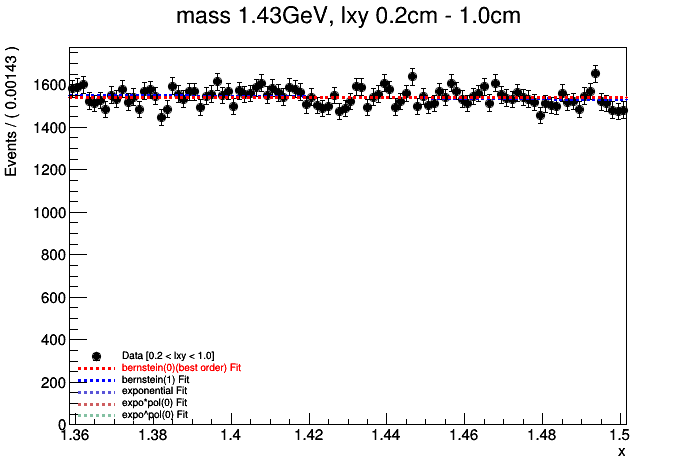 mass 1.43GeV, lxy 0.2cm - 1.0cm
Events / ( 0.00143 )
1600
1400
1200
1000
800
600
400
200
0
Data [0.2 < lxy < 1.0]
bernstein(0)(best order) Fit
bernstein(1) Fit
exponential Fit
expo*pol(0) Fit
expo^pol(0) Fit
1.36 1.38 1.4 1.42 1.44 1.46 1.48 1.5
x